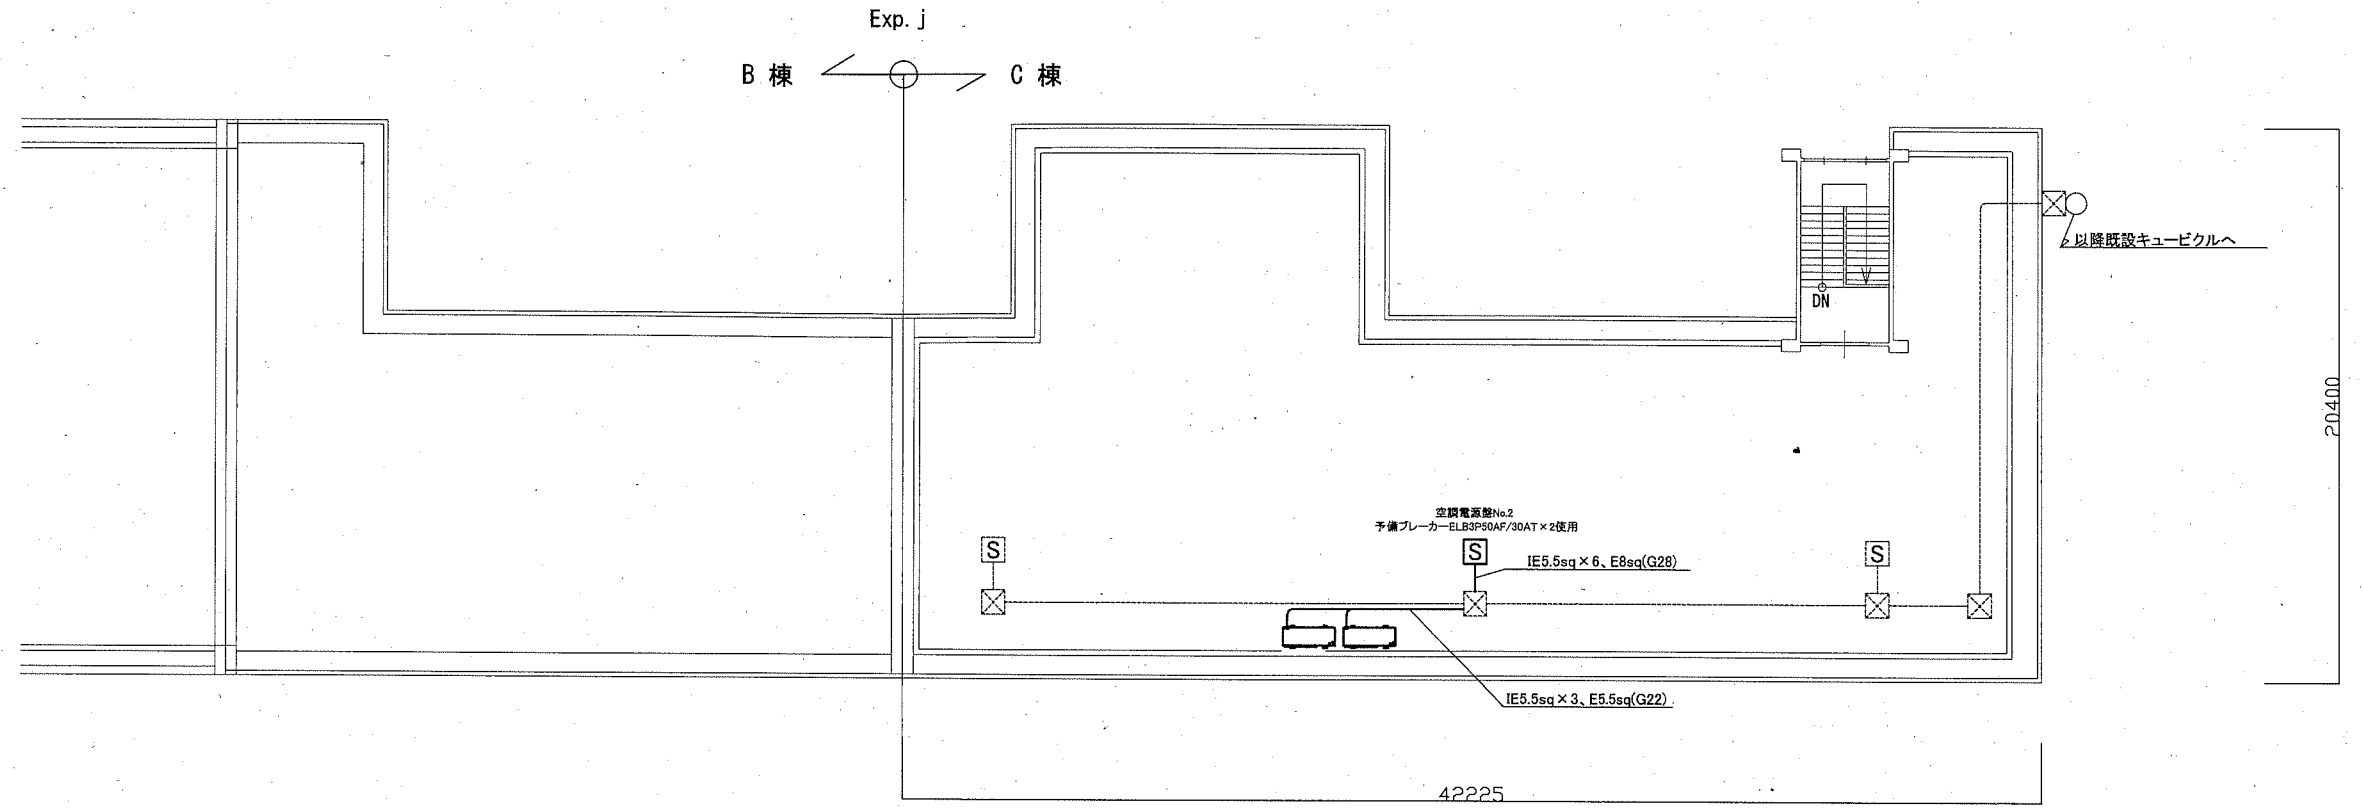 Exp. j
B 棟
C 棟
以降既設キュービクルへ
DN
20400
空調電源盤No.2
予備ブレーカーELB3P50AF/30AT×2使用
S
S
S
IE5.5sq×6、E8sq(G28)
IE5.5sq×3、E5.5sq(G22)
42225